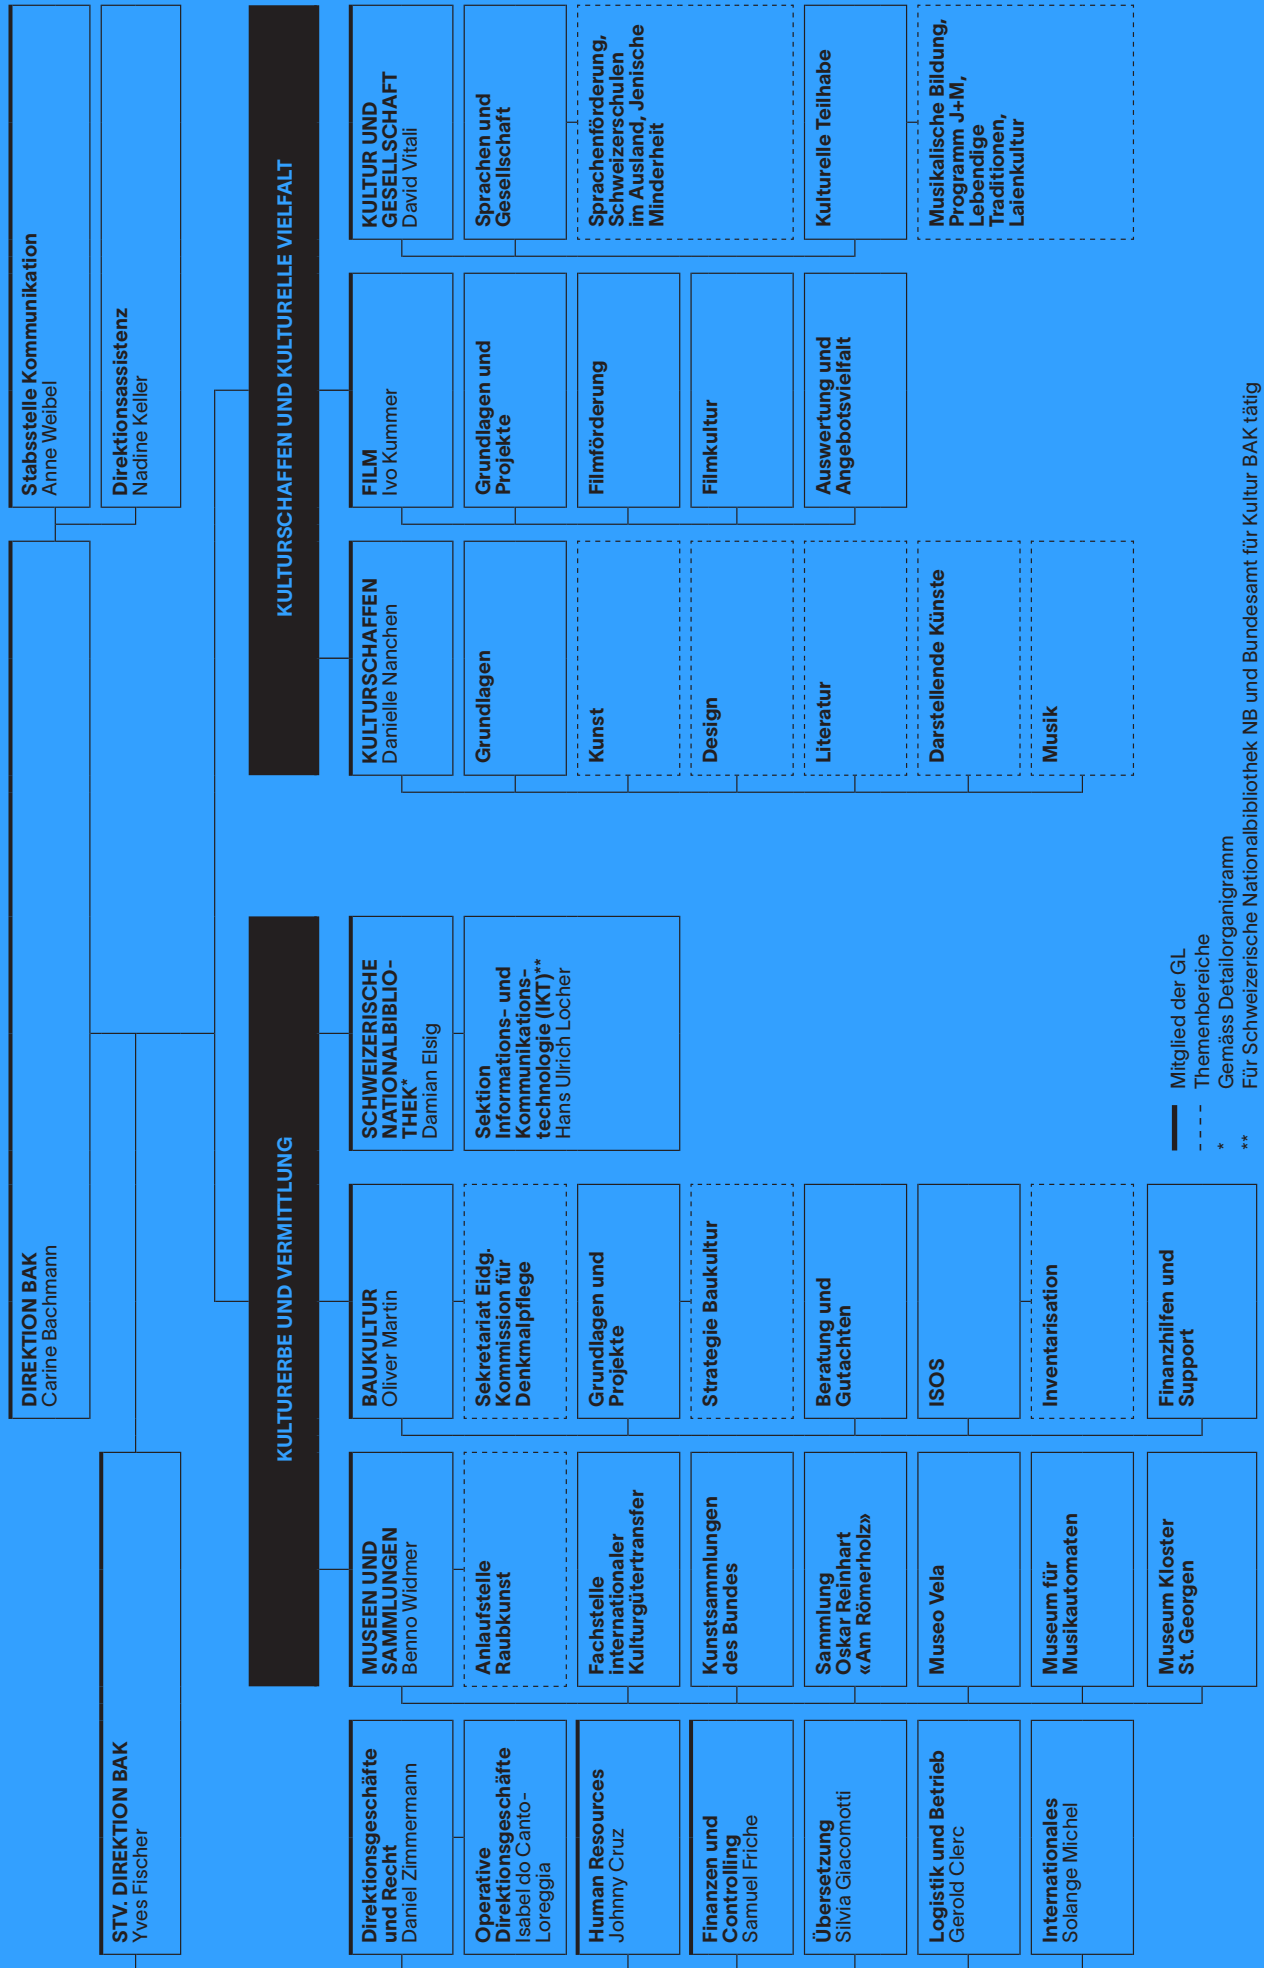 DIREKTION BAK
Carine Bachmann
Stabsstelle Kommunikation
Anne Weibel
Direktionsassistenz
Nadine Keller
STV. DIREKTION BAK
Yves Fischer
KULTURERBE UND VERMITTLUNG
KULTURSCHAFFEN UND KULTURELLE VIELFALT
Direktionsgeschäfte
und Recht
Daniel Zimmermann
Operative
Direktionsgeschäfte
Isabel do Canto-
Loreggia
Human Resources
Johnny Cruz
Finanzen und
Controlling
Samuel Friche
Übersetzung
Silvia Giacomotti
Logistik und Betrieb
Gerold Clerc
Internationales
Solange Michel
MUSEEN UND
SAMMLUNGEN
Benno Widmer
Anlaufstelle
Raubkunst
Fachstelle
internationaler
Kulturgütertransfer
Kunstsammlungen
des Bundes
Sammlung
Oskar Reinhart
«Am Römerholz»
Museo Vela
Museum für
Musikautomaten
Museum Kloster
St. Georgen
BAUKULTUR
Oliver Martin
Sekretariat Eidg.
Kommission für
Denkmalpflege
Grundlagen und
Projekte
Strategie Baukultur
Beratung und
Gutachten
ISOS
Inventarisation
Finanzhilfen und
Support
SCHWEIZERISCHE
NATIONALBIBLIO-
THEK*
Damian Elsig
Sektion
Informations- und
Kommunikations-
technologie (IKT)**
Hans Ulrich Locher
KULTURSCHAFFEN
Danielle Nanchen
Grundlagen
Kunst
Design
Literatur
Darstellende Künste
Musik
FILM
Ivo Kummer
Grundlagen und
Projekte
Filmförderung
Filmkultur
Auswertung und
Angebotsvielfalt
KULTUR UND
GESELLSCHAFT
David Vitali
Sprachen und
Gesellschaft
Sprachenförderung,
Schweizerschulen
im Ausland, Jenische
Minderheit
Kulturelle Teilhabe
Musikalische Bildung,
Programm J+M,
Lebendige
Traditionen,
Laienkultur
Mitglied der GL
Themenbereiche
* Gemäss Detailorganigramm
** Für Schweizerische Nationalbibliothek NB und Bundesamt für Kultur BAK tätig